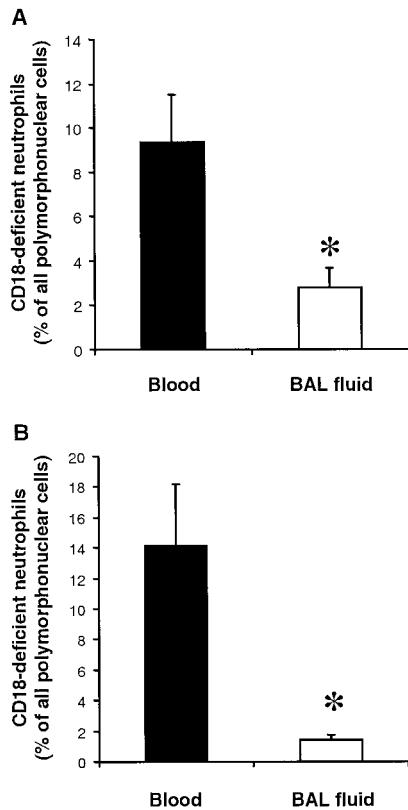 A
CD18-deficient neutrophils
(% of all polymorphonuclear cells)
14
12
10
8
6
4
2
0
*
Blood BAL fluid
B
CD18-deficient neutrophils
(% of all polymorphonuclear cells)
20
18
16
14
12
10
8
6
4
2
0
*
Blood BAL fluid